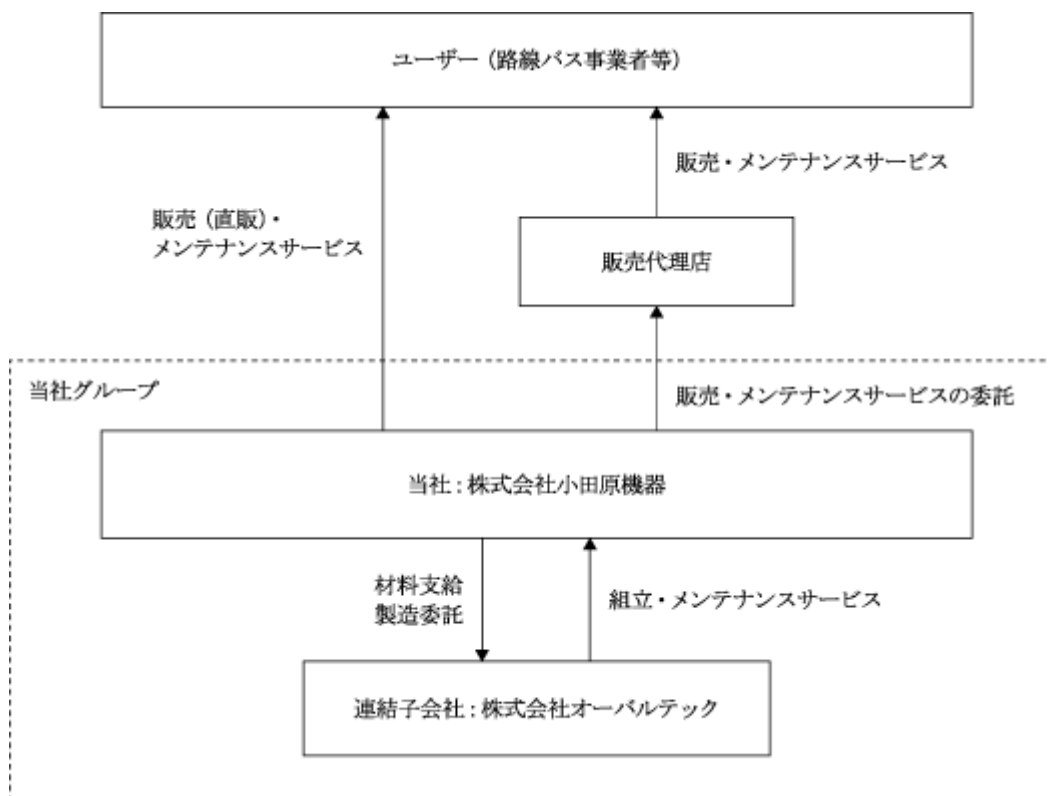 ユーザー（路線バス事業者等）
販売・メンテナンスサービス
販売（直販）・
メンテナンスサービス
販売代理店
当社グループ
販売・メンテナンスサービスの委託
当社：株式会社小田原機器
材料支給
製造委託
組立・メンテナンスサービス
連結子会社：株式会社オーバルテック